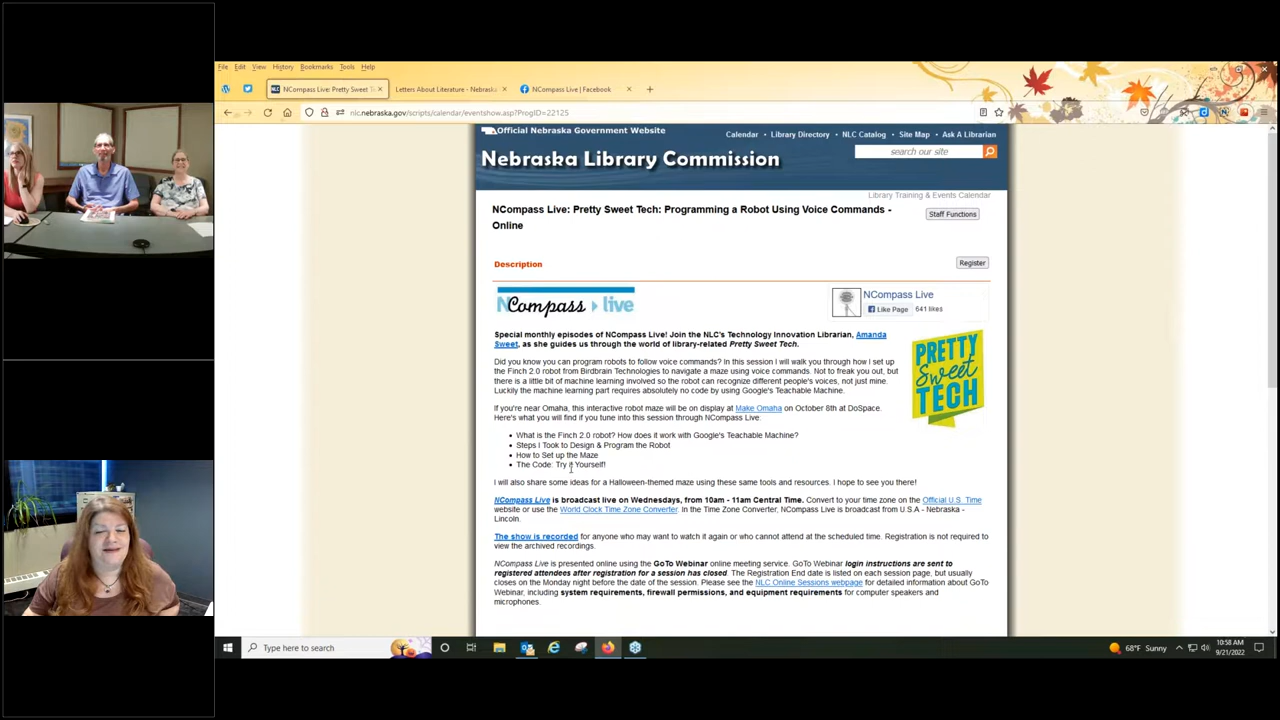 File Edit View History Bookmarks Tools Help
NCompass Live: Pretty Sweet T
Letters About Literature - Nebraska
NCompass Live | Facebook
nlc.nebraska.gov/scripts/calendar/eventshow.asp?ProgID=22125
Official Nebraska Government Website
Calendar • Library Directory • NLC Catalog • Site Map • Ask A Librarian
Nebraska Library Commission
search our site
Library Training & Events Calendar
NCompass Live: Pretty Sweet Tech: Programming a Robot Using Voice Commands -
Online
Staff Functions
Description
Register
NCompass live
NCompass Live
Like Page 641 likes
Special monthly episodes of NCompass Live! Join the NLC's Technology Innovation Librarian, Amanda
Sweet, as she guides us through the world of library-related Pretty Sweet Tech.
PRETTY
Sweet
TECH
Did you know you can program robots to follow voice commands? In this session I will walk you through how I set up
the Finch 2.0 robot from Birdbrain Technologies to navigate a maze using voice commands. Not to freak you out, but
there is a little bit of machine learning involved so the robot can recognize different people's voices, not just mine.
Luckily the machine learning part requires absolutely no code by using Google's Teachable Machine.
If you're near Omaha, this interactive robot maze will be on display at Make Omaha on October 8th at DoSpace.
Here's what you will find if you tune into this session through NCompass Live:
• What is the Finch 2.0 robot? How does it work with Google's Teachable Machine?
• Steps I Took to Design & Program the Robot
• How to Set up the Maze
• The Code: Try it Yourself!
I will also share some ideas for a Halloween-themed maze using these same tools and resources. I hope to see you there!
NCompass Live is broadcast live on Wednesdays, from 10am - 11am Central Time. Convert to your time zone on the Official U.S. Time
website or use the World Clock Time Zone Converter. In the Time Zone Converter, NCompass Live is broadcast from U.S.A - Nebraska -
Lincoln.
The show is recorded for anyone who may want to watch it again or who cannot attend at the scheduled time. Registration is not required to
view the archived recordings.
NCompass Live is presented online using the GoTo Webinar online meeting service. GoTo Webinar login instructions are sent to
registered attendees after registration for a session has closed. The Registration End date is listed on each session page, but usually
closes on the Monday night before the date of the session. Please see the NLC Online Sessions webpage for detailed information about GoTo
Webinar, including system requirements, firewall permissions, and equipment requirements for computer speakers and
microphones.
Type here to search
68°F Sunny
10:58 AM
9/21/2022